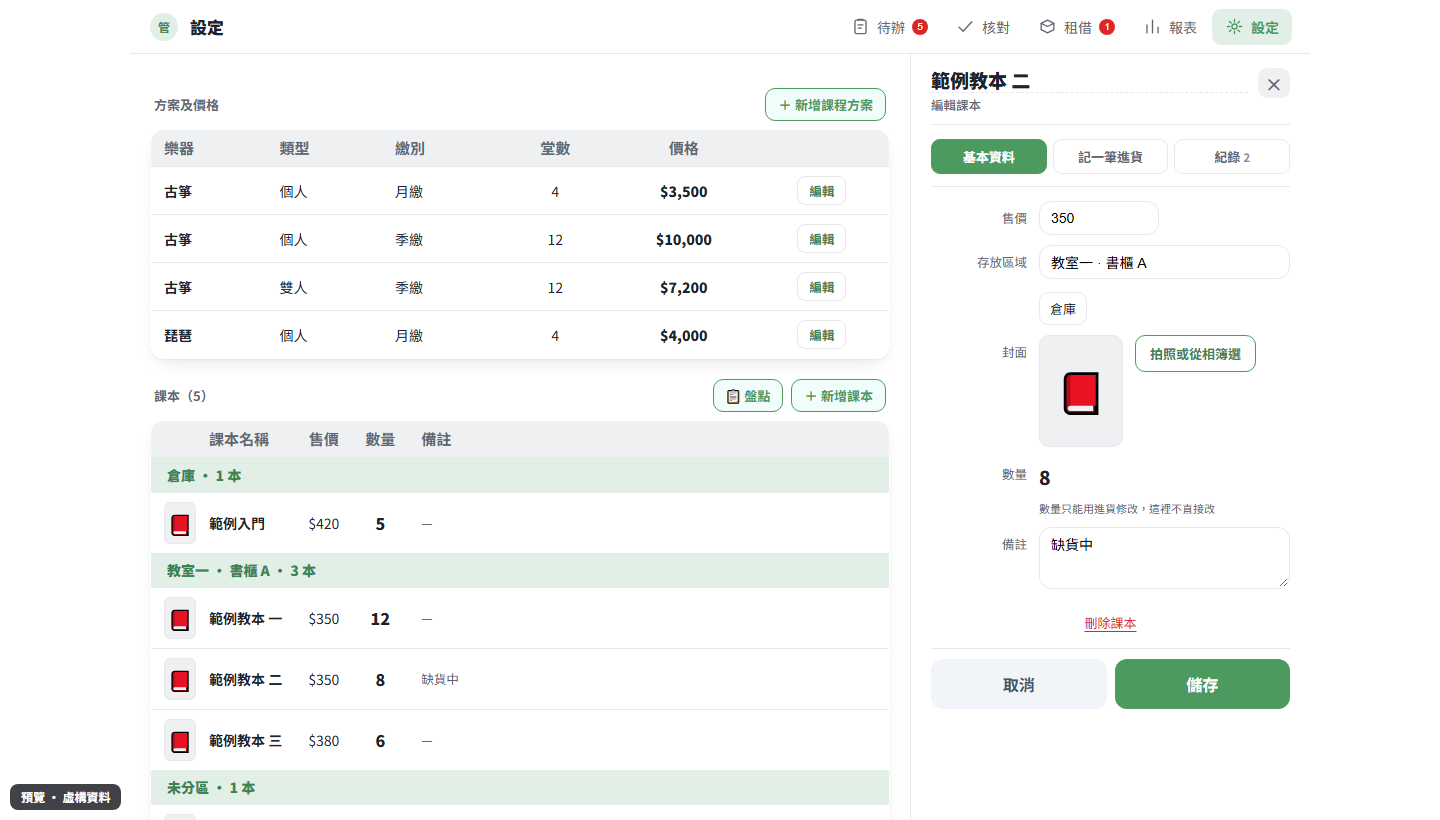 管 設定
待辦 5 核對 租借 1 報表 設定
方案及價格 ＋ 新增課程方案
樂器 類型 繳別 堂數 價格
古箏 個人 月繳 4 $3,500 編輯
古箏 個人 季繳 12 $10,000 編輯
古箏 雙人 季繳 12 $7,200 編輯
琵琶 個人 月繳 4 $4,000 編輯
課本（5） 盤點 ＋ 新增課本
課本名稱 售價 數量 備註
倉庫 · 1 本
範例入門 $420 5 —
教室一 · 書櫃 A · 3 本
範例教本 一 $350 12 —
範例教本 二 $350 8 缺貨中
範例教本 三 $380 6 —
未分區 · 1 本
範例教本 二 ×
編輯課本
基本資料 記一筆進貨 紀錄 2
售價 350
存放區域 教室一 · 書櫃 A
倉庫
封面 拍照或從相簿選
數量 8
數量只能用進貨修改，這裡不直接改
備註 缺貨中
刪除課本
取消 儲存
預覽 · 虛構資料